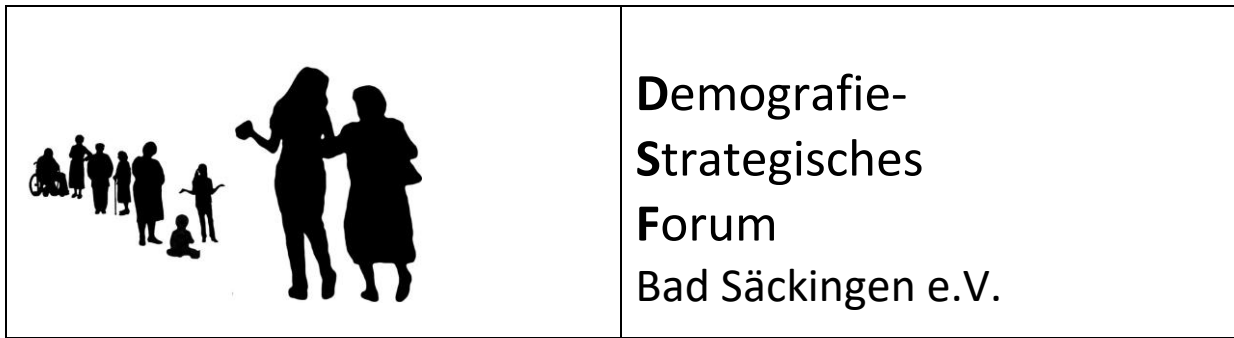 Demografie-
Strategisches
Forum
Bad Säckingen e.V.